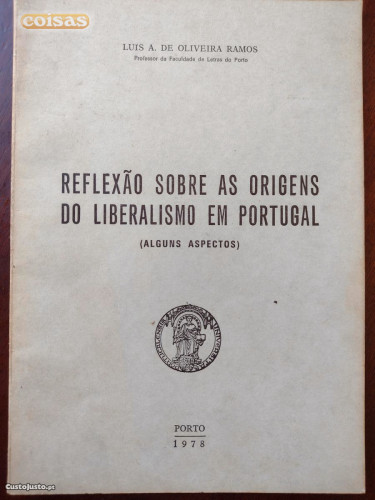 coisas
LUIS A. DE OLIVEIRA RAMOS
Professor da Faculdade de Letras do Porto
REFLEXÃO SOBRE AS ORIGENS
DO LIBERALISMO EM PORTUGAL
(ALGUNS ASPECTOS)
PORTO
1978
CustoJusto.pt